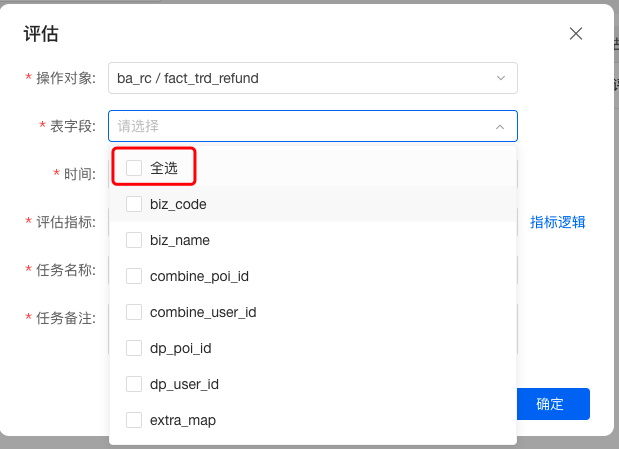 评估
* 操作对象: ba_rc / fact_trd_refund
* 表字段: 请选择
全选
* 时间:
biz_code
* 评估指标: 指标逻辑
biz_name
* 任务名称: combine_poi_id
* 任务备注: combine_user_id
dp_poi_id
dp_user_id
确定
extra_map